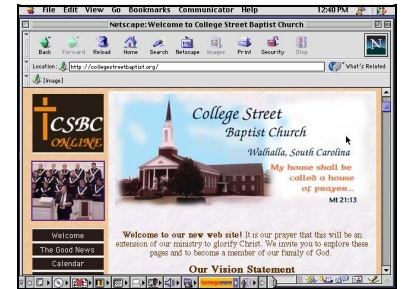 File Edit View Go Bookmarks Communicator Help 12:40 PM
Netscape: Welcome to College Street Baptist Church
Back Forward Reload Home Search Netscape Images Print Security Stop
N
Location: http://collegestreetbaptist.org/ What's Related
[Image]
CSBC
ONLINE
College Street
Baptist Church
Walhalla, South Carolina
My house shall be
called a house
of prayer...
Mt 21:13
Welcome
The Good News
Calendar
Welcome to our new web site! It is our prayer that this will be an
extension of our ministry to glorify Christ. We invite you to explore these
pages and to become a member of our family of God.
Our Vision Statement